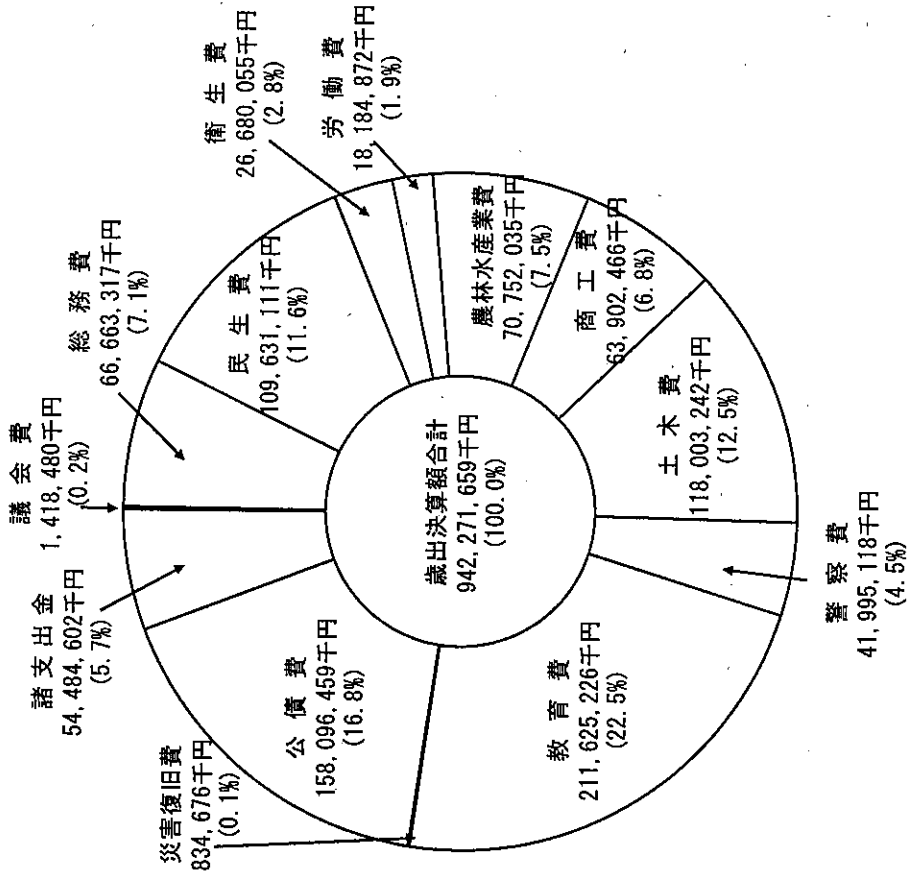 歳出決算額合計
942,271,659千円
(100.0%)
議会費
1,418,480千円
(0.2%)
総務費
66,663,317千円
(7.1%)
民生費
109,631,111千円
(11.6%)
衛生費
26,680,055千円
(2.8%)
労働費
18,184,872千円
(1.9%)
農林水産業費
70,752,035千円
(7.5%)
商工費
63,902,466千円
(6.8%)
土木費
118,003,242千円
(12.5%)
警察費
41,995,118千円
(4.5%)
教育費
211,625,226千円
(22.5%)
災害復旧費
834,676千円
(0.1%)
公債費
158,096,459千円
(16.8%)
諸支出金
54,484,602千円
(5.7%)